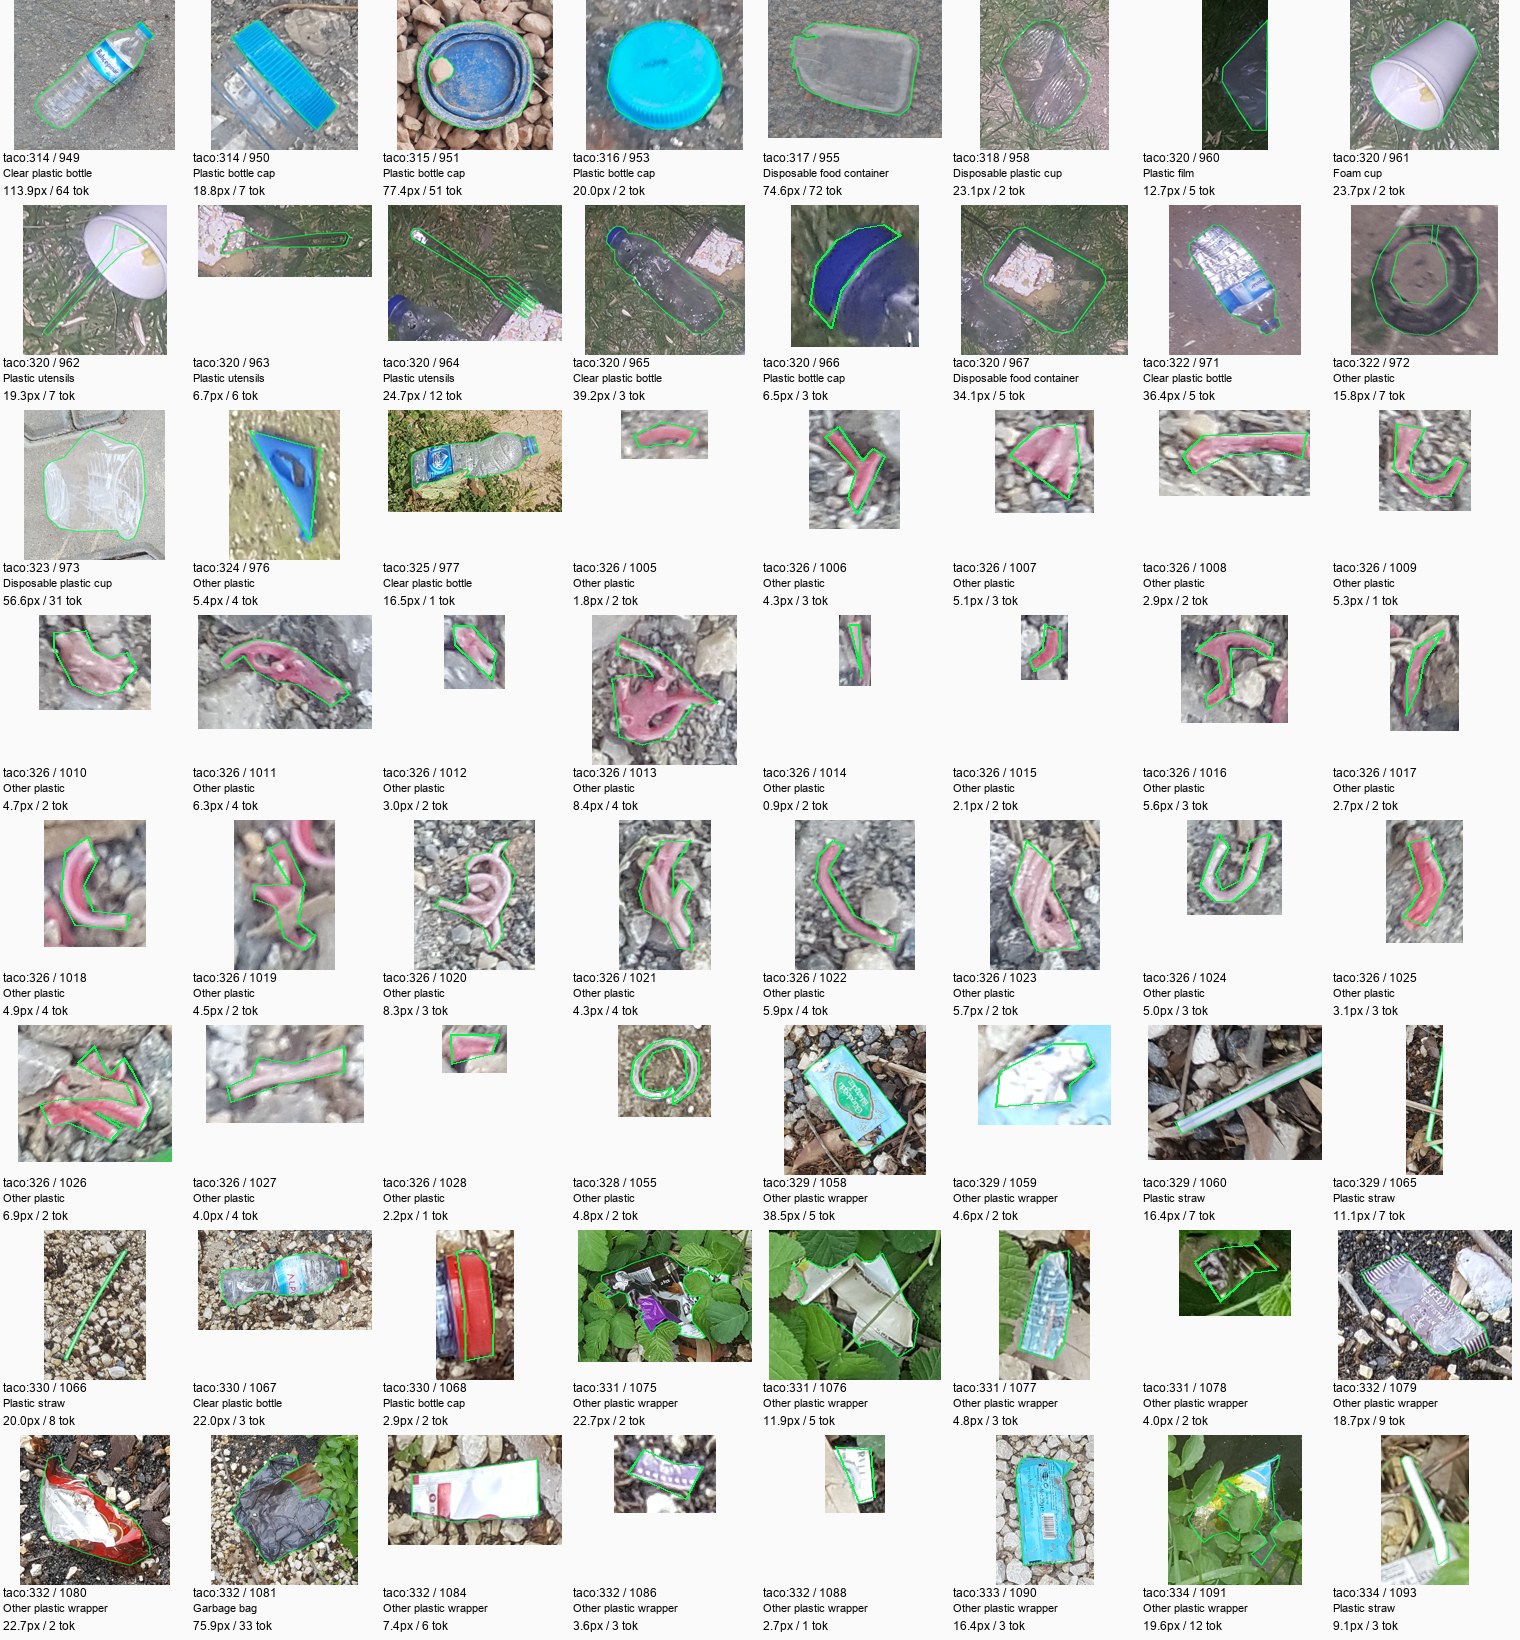 taco:314 / 949
Clear plastic bottle
113.9px / 64 tok
taco:314 / 950
Plastic bottle cap
18.8px / 7 tok
taco:315 / 951
Plastic bottle cap
77.4px / 51 tok
taco:316 / 953
Plastic bottle cap
20.0px / 2 tok
taco:317 / 955
Disposable food container
74.6px / 72 tok
taco:318 / 958
Disposable plastic cup
23.1px / 2 tok
taco:320 / 960
Plastic film
12.7px / 5 tok
taco:320 / 961
Foam cup
23.7px / 2 tok
taco:320 / 962
Plastic utensils
19.3px / 7 tok
taco:320 / 963
Plastic utensils
6.7px / 6 tok
taco:320 / 964
Plastic utensils
24.7px / 12 tok
taco:320 / 965
Clear plastic bottle
39.2px / 3 tok
taco:320 / 966
Plastic bottle cap
6.5px / 3 tok
taco:320 / 967
Disposable food container
34.1px / 5 tok
taco:322 / 971
Clear plastic bottle
36.4px / 5 tok
taco:322 / 972
Other plastic
15.8px / 7 tok
taco:323 / 973
Disposable plastic cup
56.6px / 31 tok
taco:324 / 976
Other plastic
5.4px / 4 tok
taco:325 / 977
Clear plastic bottle
16.5px / 1 tok
taco:326 / 1005
Other plastic
1.8px / 2 tok
taco:326 / 1006
Other plastic
4.3px / 3 tok
taco:326 / 1007
Other plastic
5.1px / 3 tok
taco:326 / 1008
Other plastic
2.9px / 2 tok
taco:326 / 1009
Other plastic
5.3px / 1 tok
taco:326 / 1010
Other plastic
4.7px / 2 tok
taco:326 / 1011
Other plastic
6.3px / 4 tok
taco:326 / 1012
Other plastic
3.0px / 2 tok
taco:326 / 1013
Other plastic
8.4px / 4 tok
taco:326 / 1014
Other plastic
0.9px / 2 tok
taco:326 / 1015
Other plastic
2.1px / 2 tok
taco:326 / 1016
Other plastic
5.6px / 3 tok
taco:326 / 1017
Other plastic
2.7px / 2 tok
taco:326 / 1018
Other plastic
4.9px / 4 tok
taco:326 / 1019
Other plastic
4.5px / 2 tok
taco:326 / 1020
Other plastic
8.3px / 3 tok
taco:326 / 1021
Other plastic
4.3px / 4 tok
taco:326 / 1022
Other plastic
5.9px / 4 tok
taco:326 / 1023
Other plastic
5.7px / 2 tok
taco:326 / 1024
Other plastic
5.0px / 3 tok
taco:326 / 1025
Other plastic
3.1px / 3 tok
taco:326 / 1026
Other plastic
6.9px / 2 tok
taco:326 / 1027
Other plastic
4.0px / 4 tok
taco:326 / 1028
Other plastic
2.2px / 1 tok
taco:328 / 1055
Other plastic
4.8px / 2 tok
taco:329 / 1058
Other plastic wrapper
38.5px / 5 tok
taco:329 / 1059
Other plastic wrapper
4.6px / 2 tok
taco:329 / 1060
Plastic straw
16.4px / 7 tok
taco:329 / 1065
Plastic straw
11.1px / 7 tok
taco:330 / 1066
Plastic straw
20.0px / 8 tok
taco:330 / 1067
Clear plastic bottle
22.0px / 3 tok
taco:330 / 1068
Plastic bottle cap
2.9px / 2 tok
taco:331 / 1075
Other plastic wrapper
22.7px / 2 tok
taco:331 / 1076
Other plastic wrapper
11.9px / 5 tok
taco:331 / 1077
Other plastic wrapper
4.8px / 3 tok
taco:331 / 1078
Other plastic wrapper
4.0px / 2 tok
taco:332 / 1079
Other plastic wrapper
18.7px / 9 tok
taco:332 / 1080
Other plastic wrapper
22.7px / 2 tok
taco:332 / 1081
Garbage bag
75.9px / 33 tok
taco:332 / 1084
Other plastic wrapper
7.4px / 6 tok
taco:332 / 1086
Other plastic wrapper
3.6px / 3 tok
taco:332 / 1088
Other plastic wrapper
2.7px / 1 tok
taco:333 / 1090
Other plastic wrapper
16.4px / 3 tok
taco:334 / 1091
Other plastic wrapper
19.6px / 12 tok
taco:334 / 1093
Plastic straw
9.1px / 3 tok